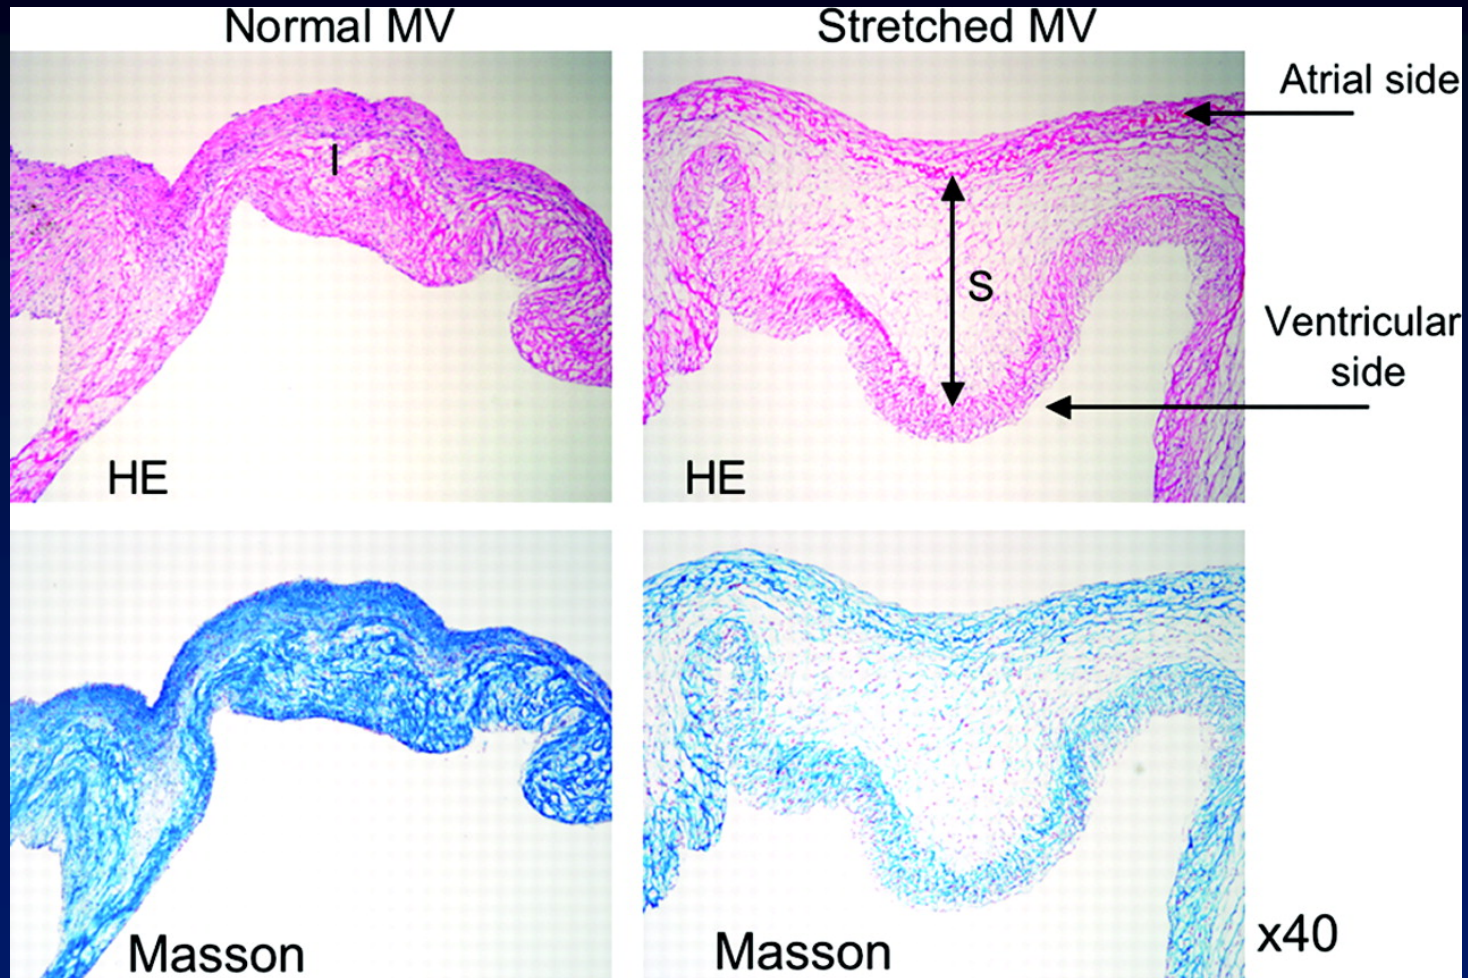 Normal MV
Stretched MV
Atrial side
S
Ventricular
side
HE
HE
Masson
Masson
x40